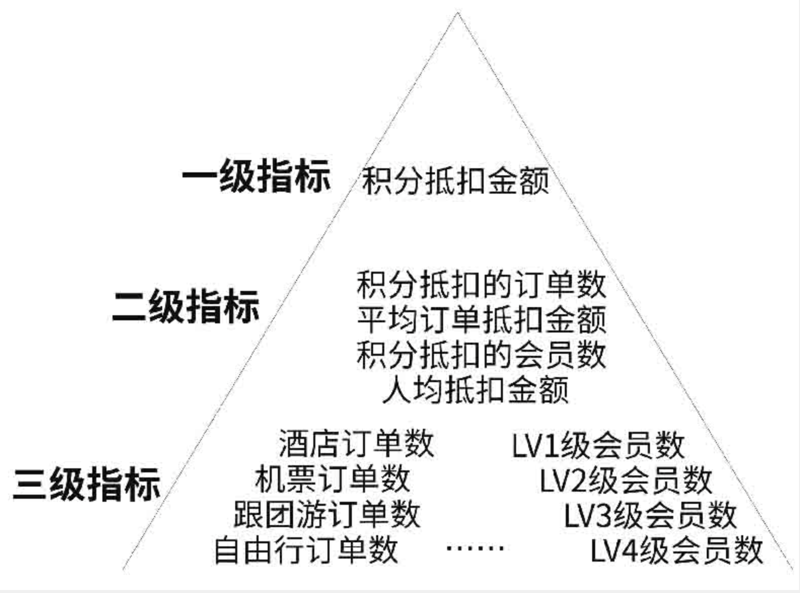 一级指标 积分抵扣金额
二级指标
积分抵扣的订单数
平均订单抵扣金额
积分抵扣的会员数
人均抵扣金额
三级指标
酒店订单数 LV1级会员数
机票订单数 LV2级会员数
跟团游订单数 LV3级会员数
自由行订单数 ······ LV4级会员数